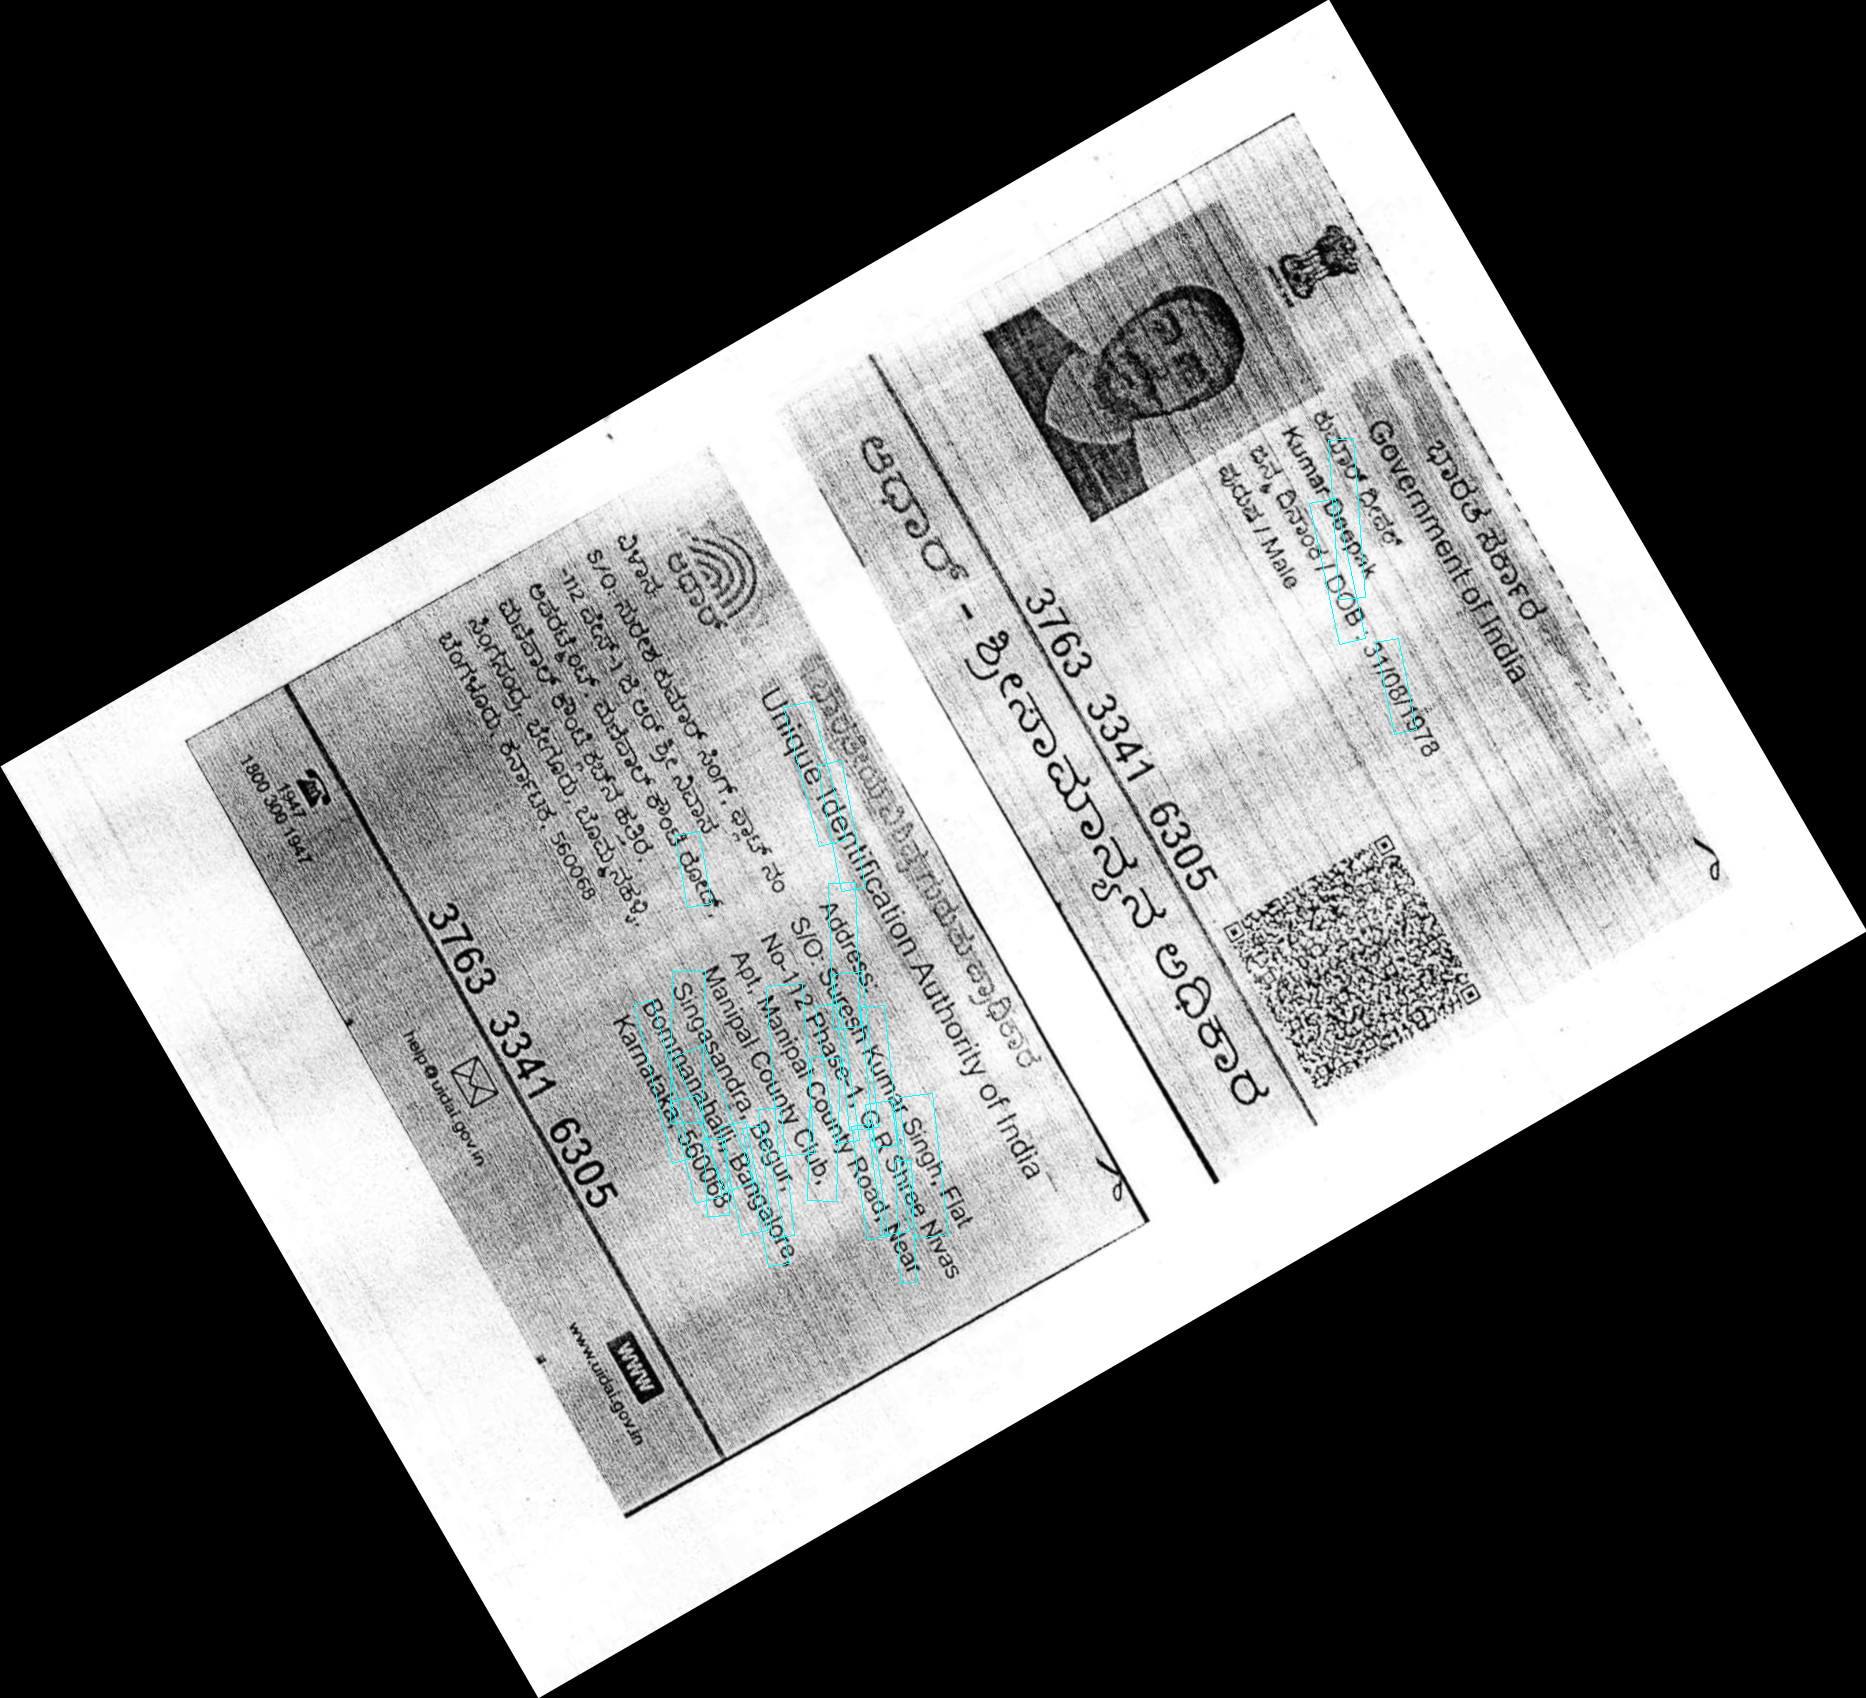 ಭಾರತ ಸರ್ಕಾರ
Government of India
ಕುಮಾರ್ ದೀಪಕ್
Kumar Deepak
ಜನ್ಮ ದಿನಾಂಕ / DOB : 31/08/1978
ಪುರುಷ / Male
3763 3341 6305
ಆಧಾರ್ - ಶ್ರೀಸಾಮಾನ್ಯನ ಅಧಿಕಾರ
ಭಾರತೀಯ ವಿಶಿಷ್ಟ ಗುರುತು ಪ್ರಾಧಿಕಾರ
Unique Identification Authority of India
ಆಧಾರ್
ವಿಳಾಸ:
S/O: ಸುರೇಶ ಕುಮಾರ್ ಸಿಂಗ್, ಫ್ಲಾಟ್ ನಂ
-112 ಫೇಸ್-1 ಜಿ ಆರ್ ಶ್ರೀ ನಿವಾಸ
ಅಪಾರ್ಟ್ಮೆಂಟ್, ಮಣಿಪಾಲ್ ಕೌಂಟಿ ರೋಡ್,
ಮಣಿಪಾಲ್ ಕೌಂಟಿ ಕ್ಲಬ್‌ನ ಹತ್ತಿರ,
ಸಿಂಗಸಂದ್ರ, ಬೇಗೂರು, ಬೊಮ್ಮನಹಳ್ಳಿ,
ಬೆಂಗಳೂರು, ಕರ್ನಾಟಕ, 560068
Address:
S/O: Suresh Kumar Singh, Flat
No-112 Phase-1, G R Shree Nivas
Apt, Manipal County Road, Near
Manipal County Club,
Singasandra, Begur,
Bommanahalli, Bangalore,
Karnataka, 560068
3763 3341 6305
1947
1800 300 1947
help@uidai.gov.in
WWW
www.uidai.gov.in